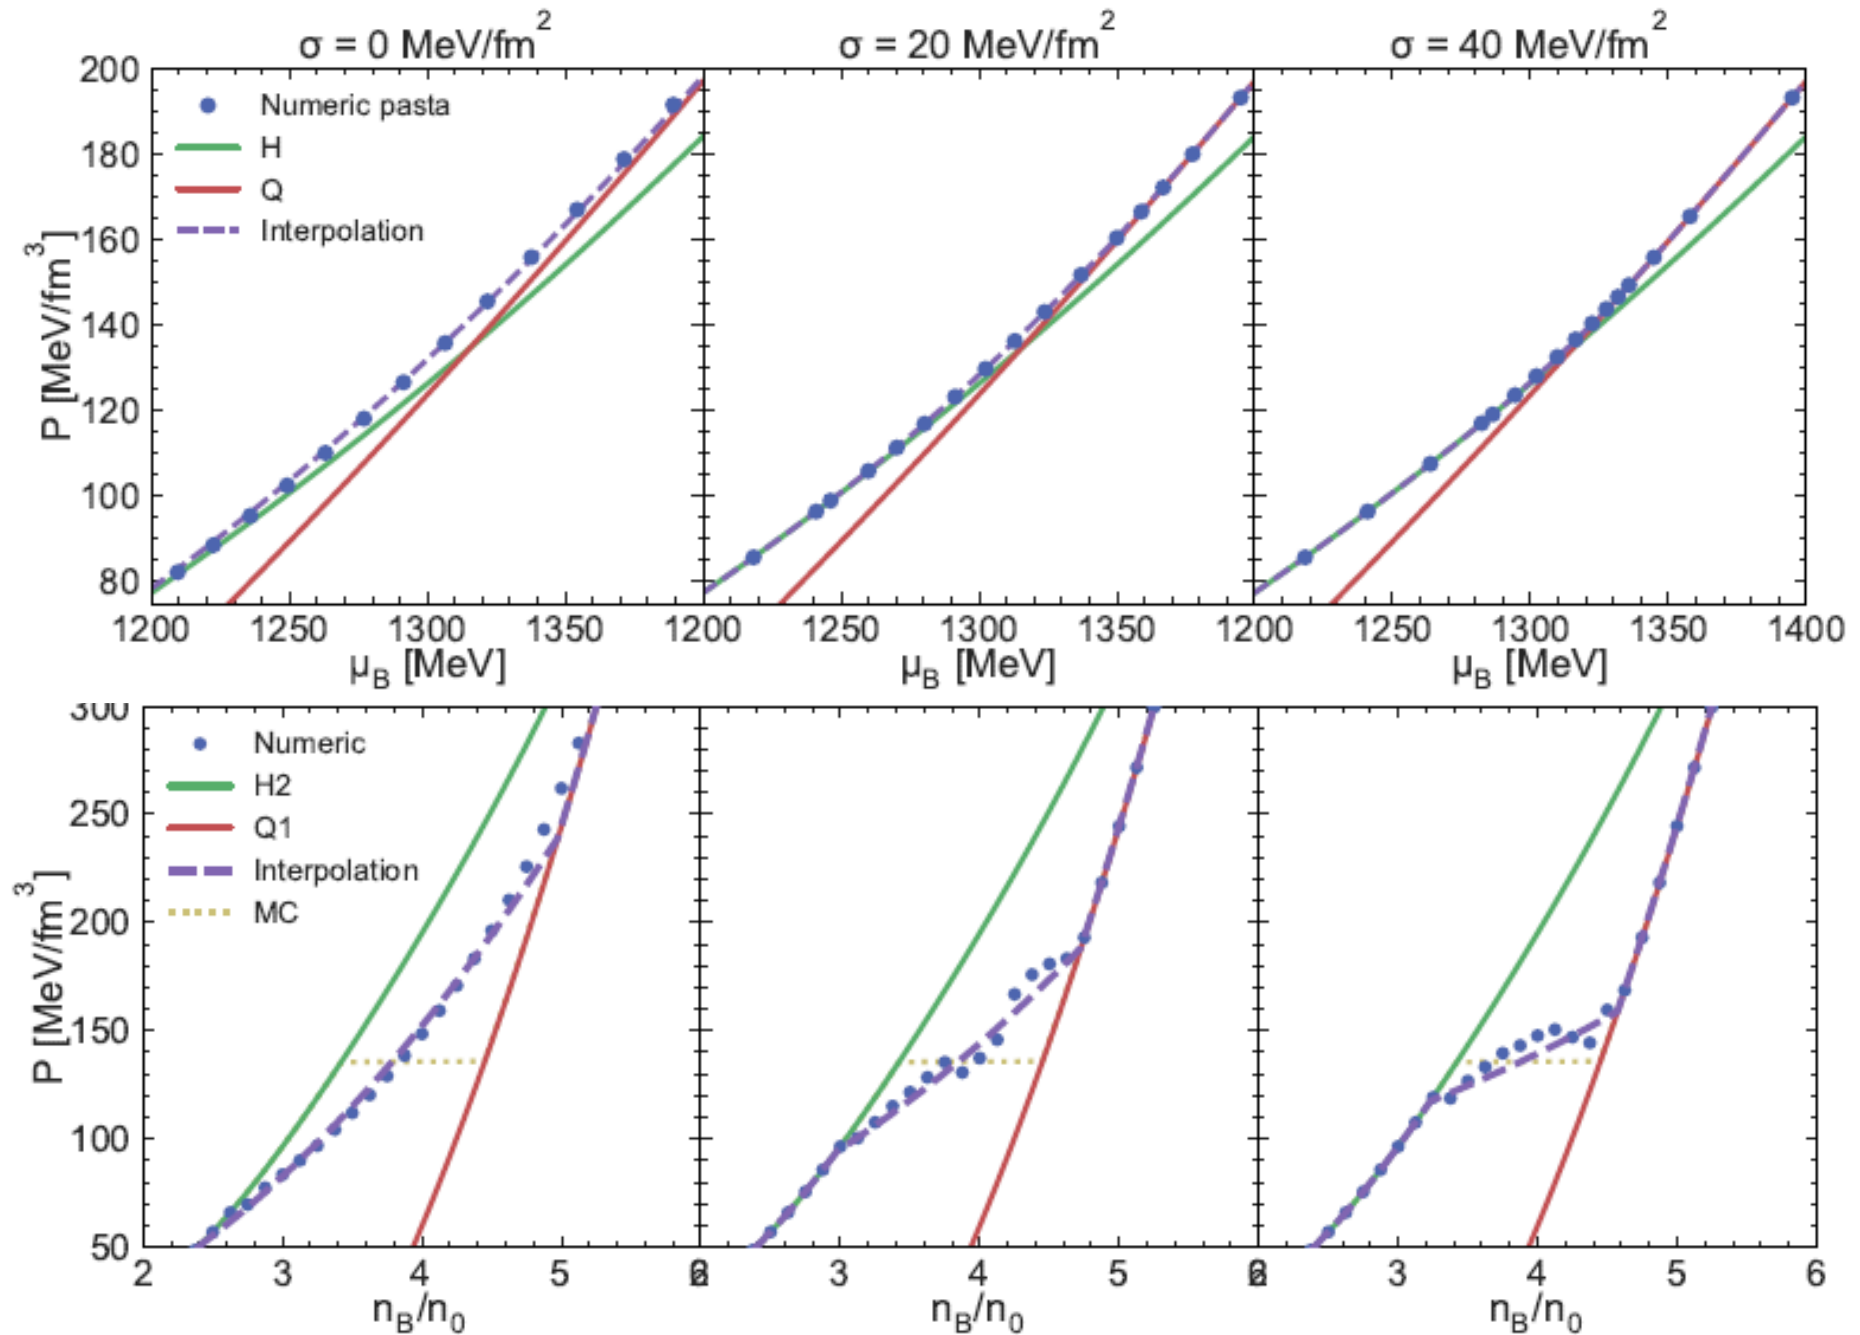 σ = 0 MeV/fm²
σ = 20 MeV/fm²
σ = 40 MeV/fm²
200
180
160
140
120
100
80
P [MeV/fm³]
Numeric pasta
H
Q
Interpolation
1200 1250 1300 1350 1200 1250 1300 1350 1200 1250 1300 1350 1400
μB [MeV] μB [MeV] μB [MeV]
300
250
200
150
100
50
P [MeV/fm³]
Numeric
H2
Q1
Interpolation
MC
2 3 4 5 3 4 5 3 4 5 6
nB/n0 nB/n0 nB/n0